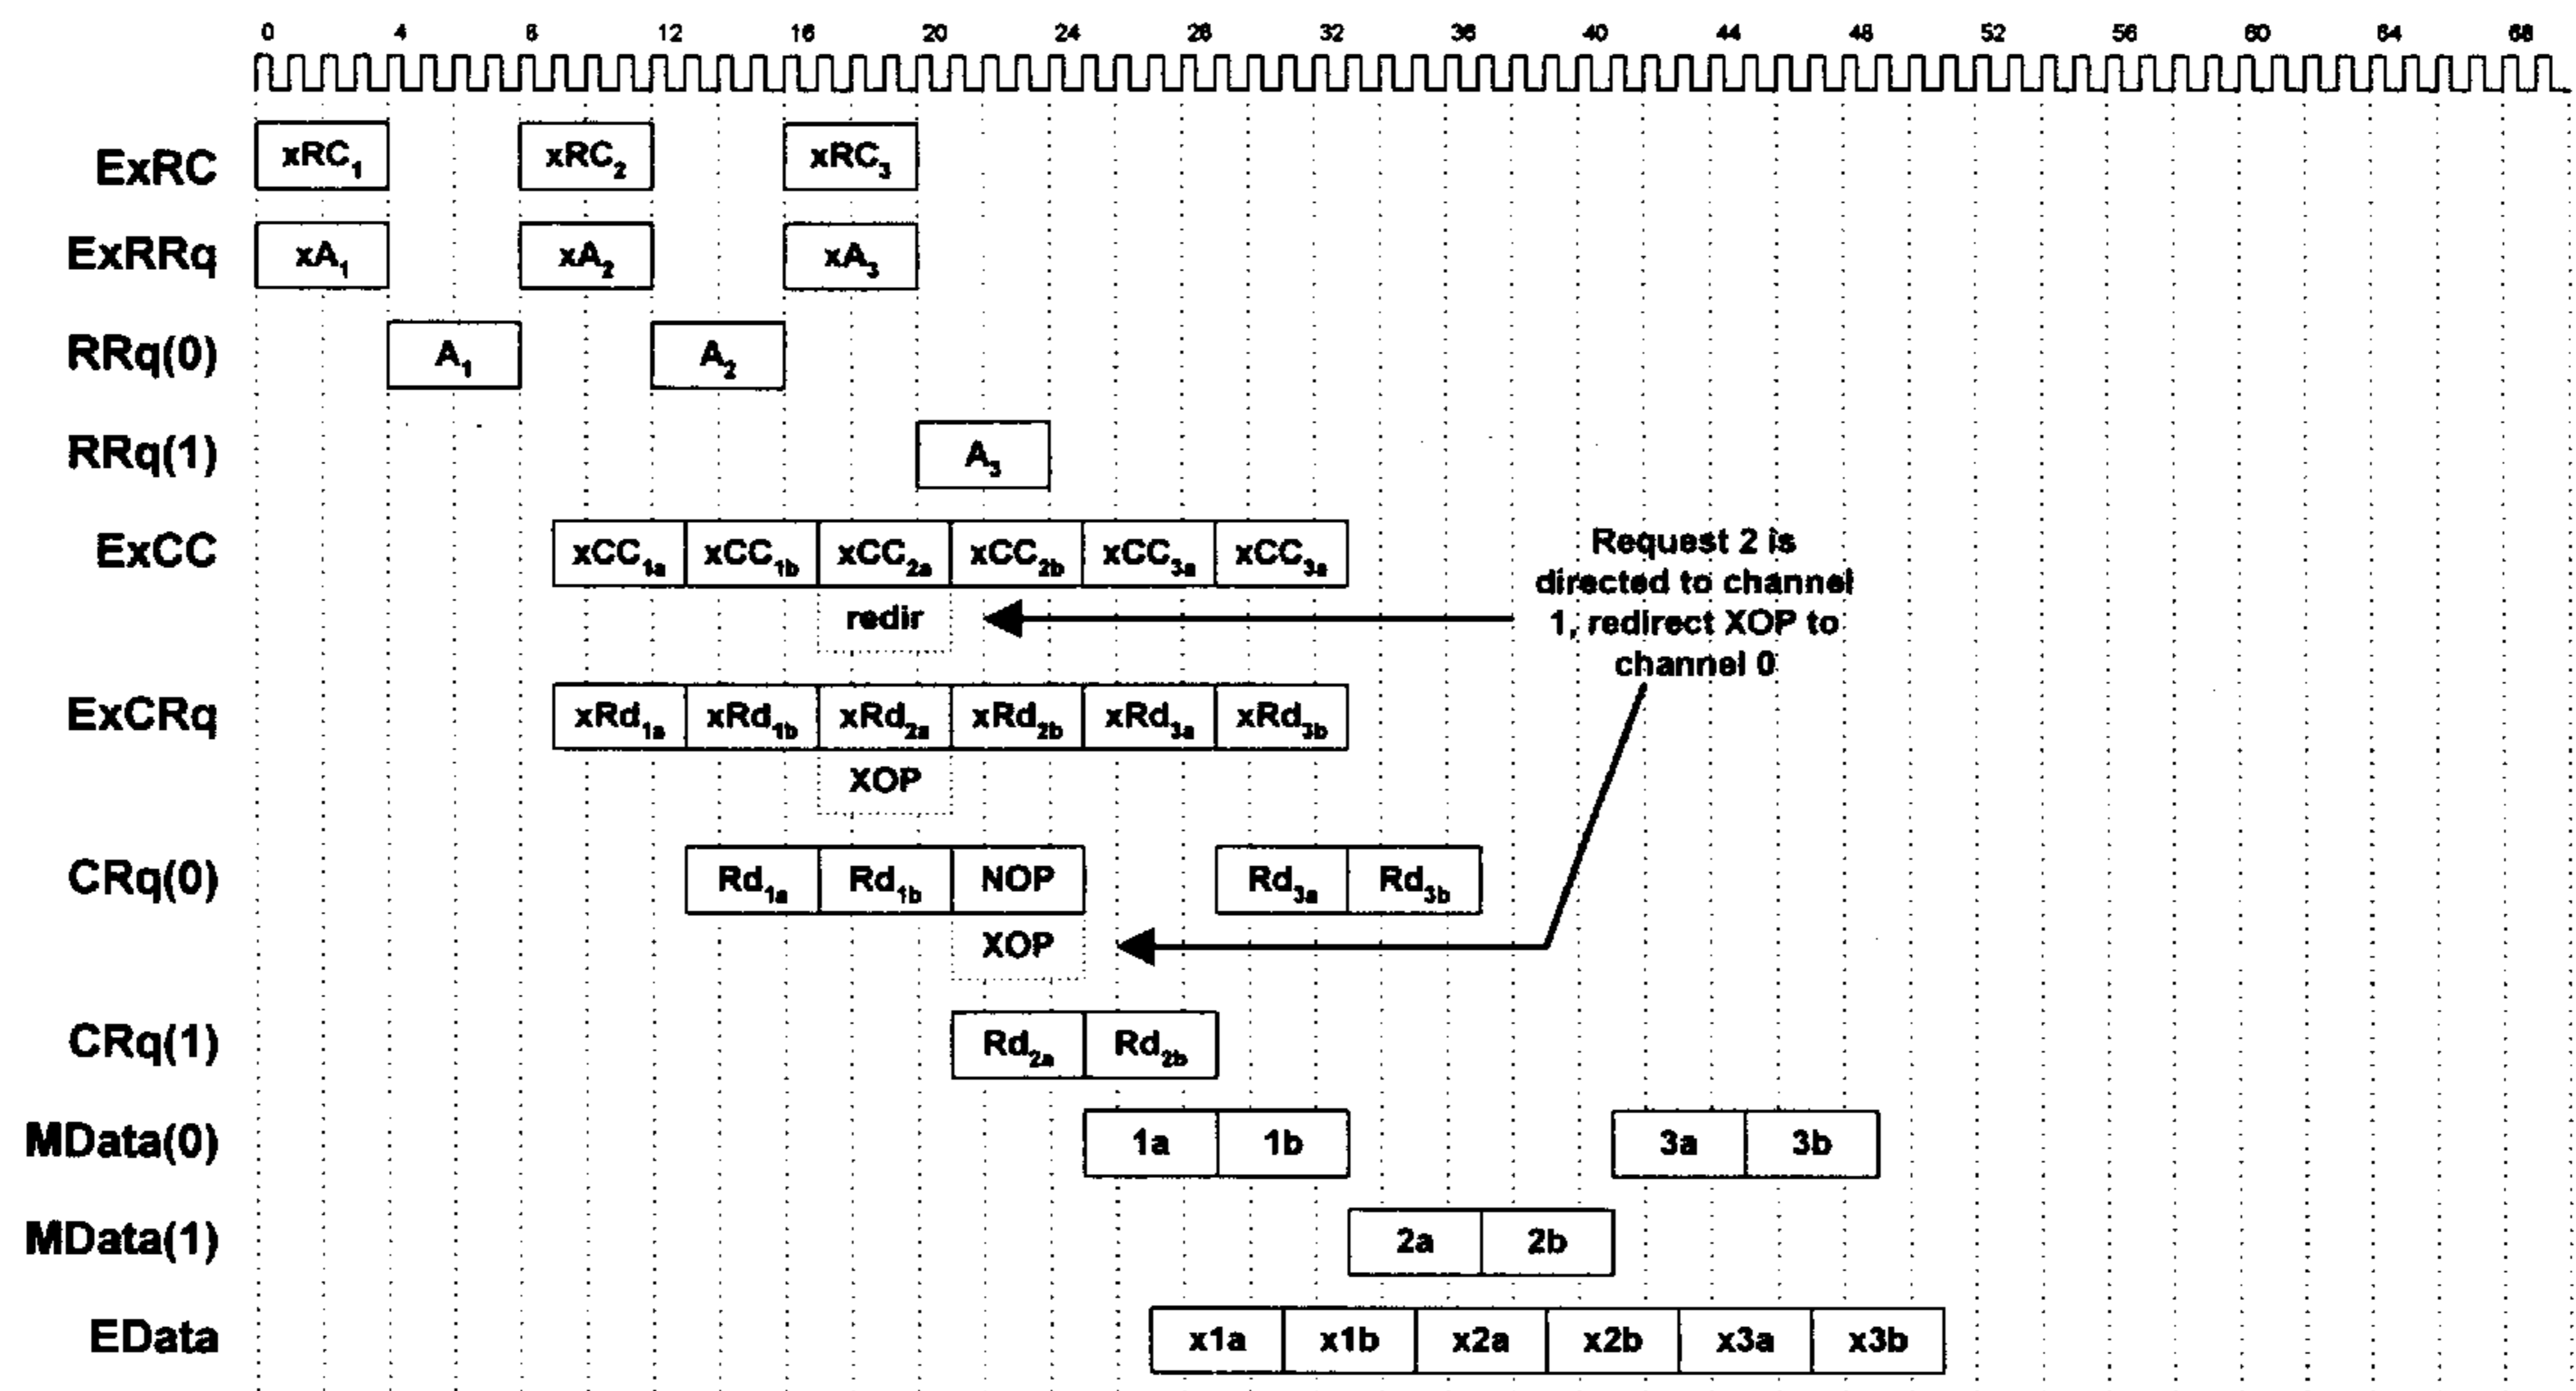 0 4 8 12 16 20 24 28 32 36 40 44 48 52 56 60 64 68
ExRC xRC1 xRC2 xRC3
ExRRq xA1 xA2 xA3
RRq(0) A1 A2
RRq(1) A3
ExCC xCC1a xCC1b xCC2a xCC2b xCC3a xCC3a
redir
Request 2 is
directed to channel
1, redirect XOP to
channel 0
ExCRq xRd1a xRd1b xRd2a xRd2b xRd3a xRd3b
XOP
CRq(0) Rd1a Rd1b NOP Rd3a Rd3b
XOP
CRq(1) Rd2a Rd2b
MData(0) 1a 1b 3a 3b
MData(1) 2a 2b
EData x1a x1b x2a x2b x3a x3b